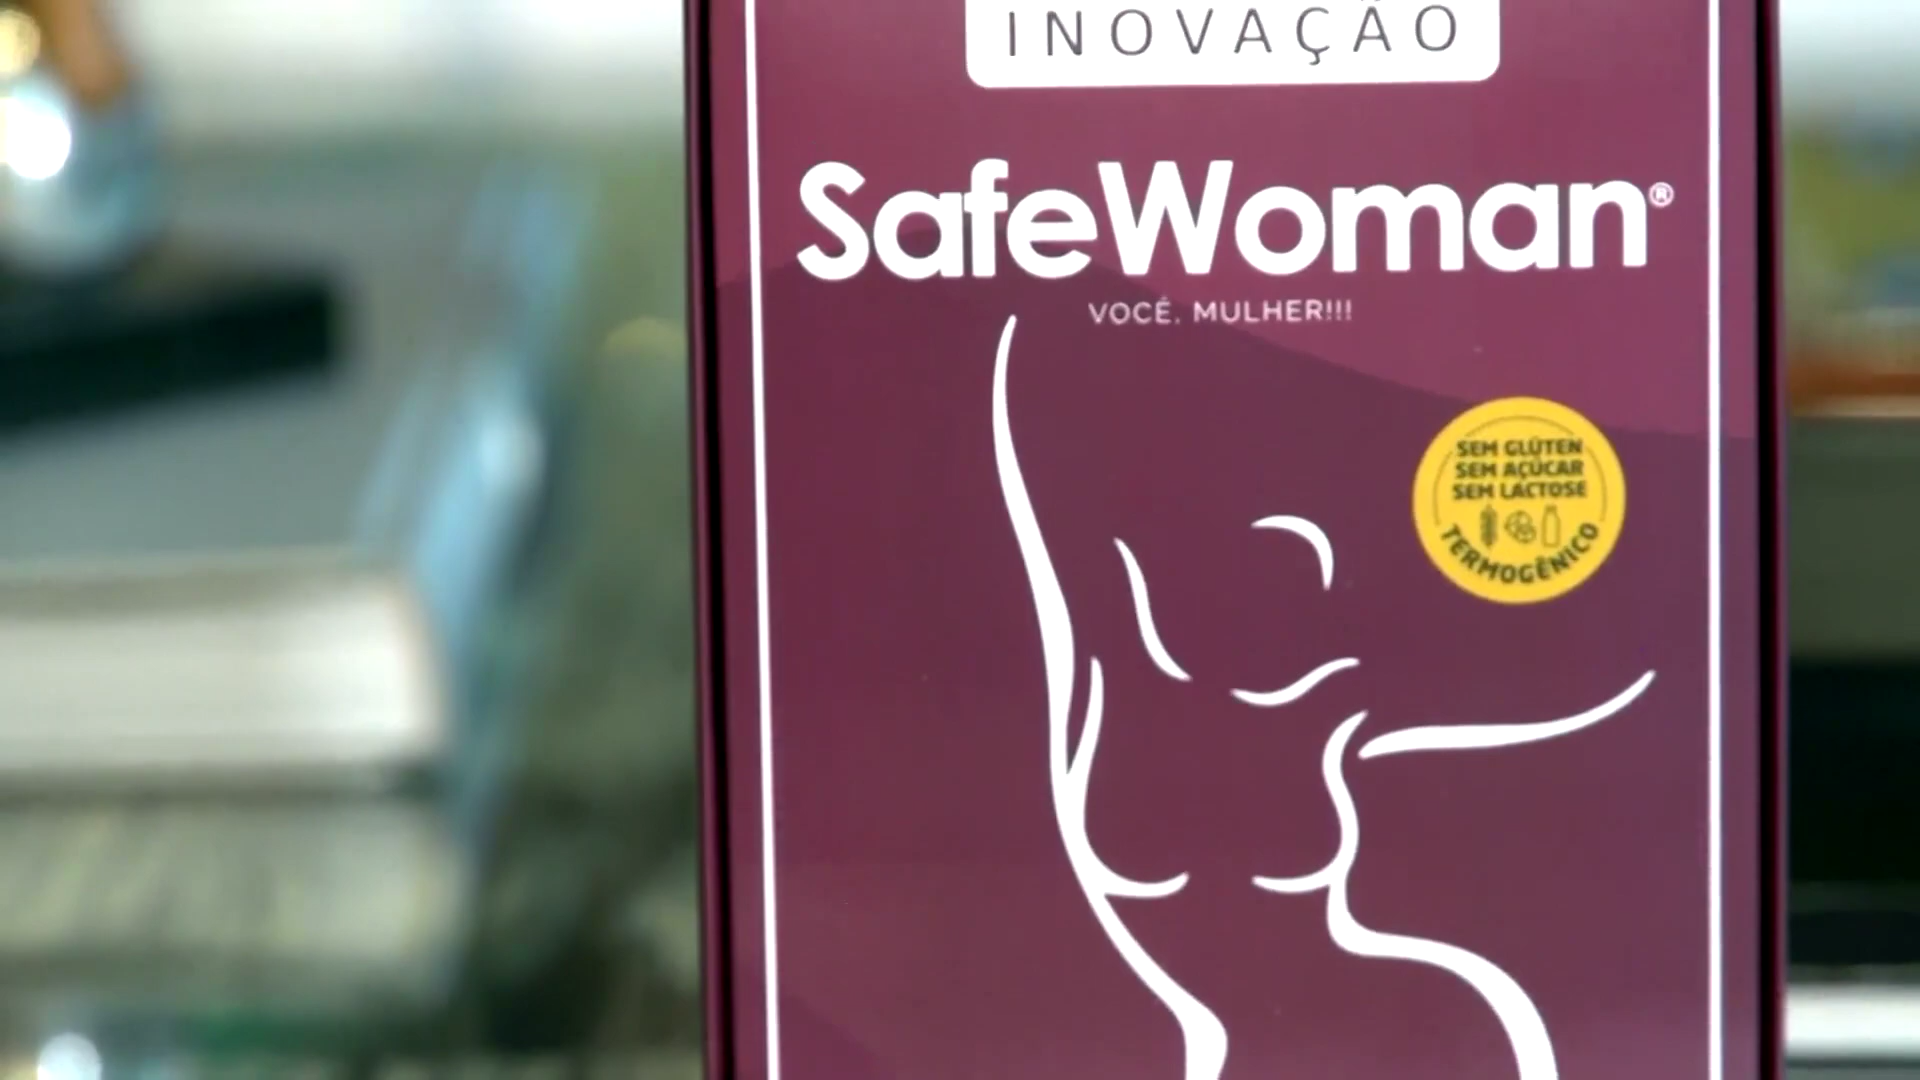 INOVAÇÃO
SafeWoman®
VOCÊ, MULHER!!!
SEM GLÚTEN
SEM AÇÚCAR
SEM LACTOSE
TERMOGÊNICO